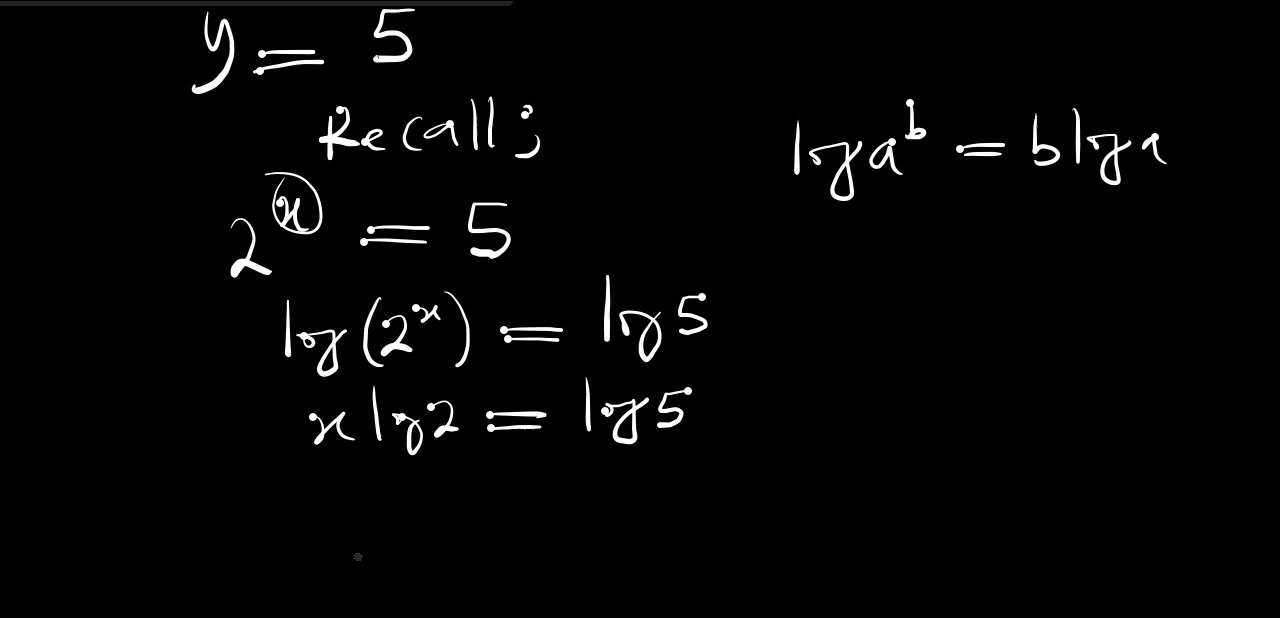 y = 5
Recall;
log a^b = b log a
2^x = 5
log(2^x) = log 5
x log 2 = log 5